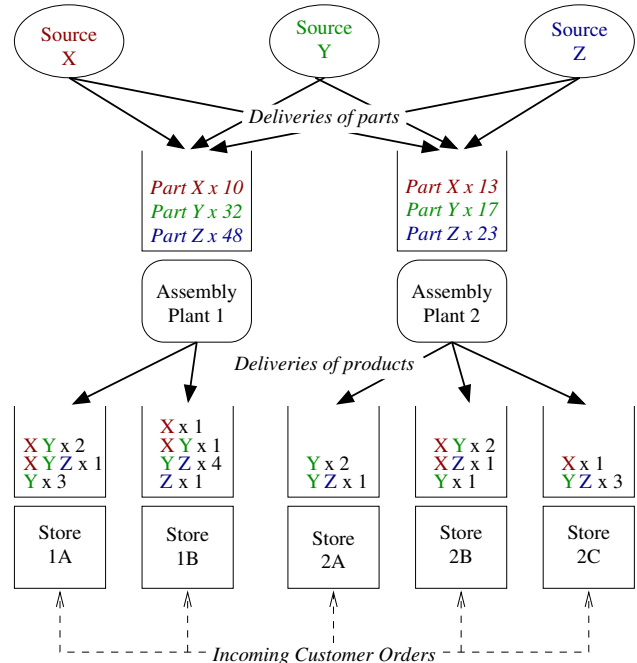 Source
X
Source
Y
Source
Z
Deliveries of parts
Part X x 10
Part Y x 32
Part Z x 48
Part X x 13
Part Y x 17
Part Z x 23
Assembly
Plant 1
Assembly
Plant 2
Deliveries of products
X Y x 2
X Y Z x 1
Y x 3
X x 1
X Y x 1
Y Z x 4
Z x 1
Y x 2
Y Z x 1
X Y x 2
X Z x 1
Y x 1
X x 1
Y Z x 3
Store
1A
Store
1B
Store
2A
Store
2B
Store
2C
Incoming Customer Orders